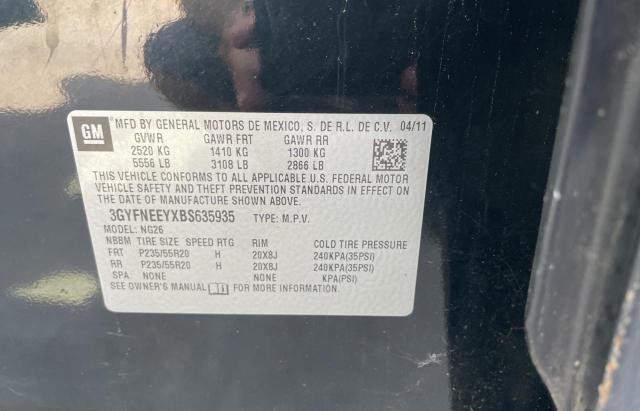 GM MFD BY GENERAL MOTORS DE MEXICO, S. DE R.L. DE C.V. 04/11
GVWR GAWR FRT GAWR RR
2520 KG 1410 KG 1300 KG
5556 LB 3108 LB 2866 LB
THIS VEHICLE CONFORMS TO ALL APPLICABLE U.S. FEDERAL MOTOR
VEHICLE SAFETY AND THEFT PREVENTION STANDARDS IN EFFECT ON
THE DATE OF MANUFACTURE SHOWN ABOVE.
3GYFNEEYXBS635935 TYPE: M.P.V.
MODEL: NG26
NBBM TIRE SIZE SPEED RTG RIM COLD TIRE PRESSURE
FRT P235/55R20 H 20X8J 240KPA(35PSI)
RR P235/55R20 H 20X8J 240KPA(35PSI)
SPA NONE NONE KPA(PSI)
SEE OWNER'S MANUAL FOR MORE INFORMATION.